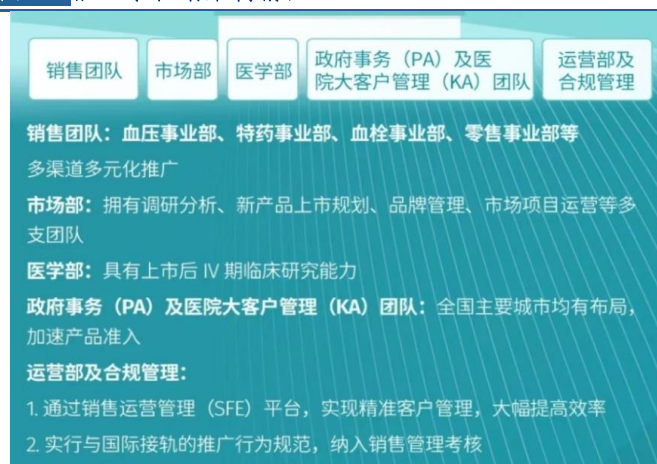 销售团队
市场部
医学部
政府事务（PA）及医
院大客户管理（KA）团队
运营部及
合规管理
销售团队：血压事业部、特药事业部、血栓事业部、零售事业部等
多渠道多元化推广
市场部：拥有调研分析、新产品上市规划、品牌管理、市场项目运营等多
支团队
医学部：具有上市后 IV 期临床研究能力
政府事务（PA）及医院大客户管理（KA）团队：全国主要城市均有布局，
加速产品准入
运营部及合规管理：
1. 通过销售运营管理（SFE）平台，实现精准客户管理，大幅提高效率
2. 实行与国际接轨的推广行为规范，纳入销售管理考核